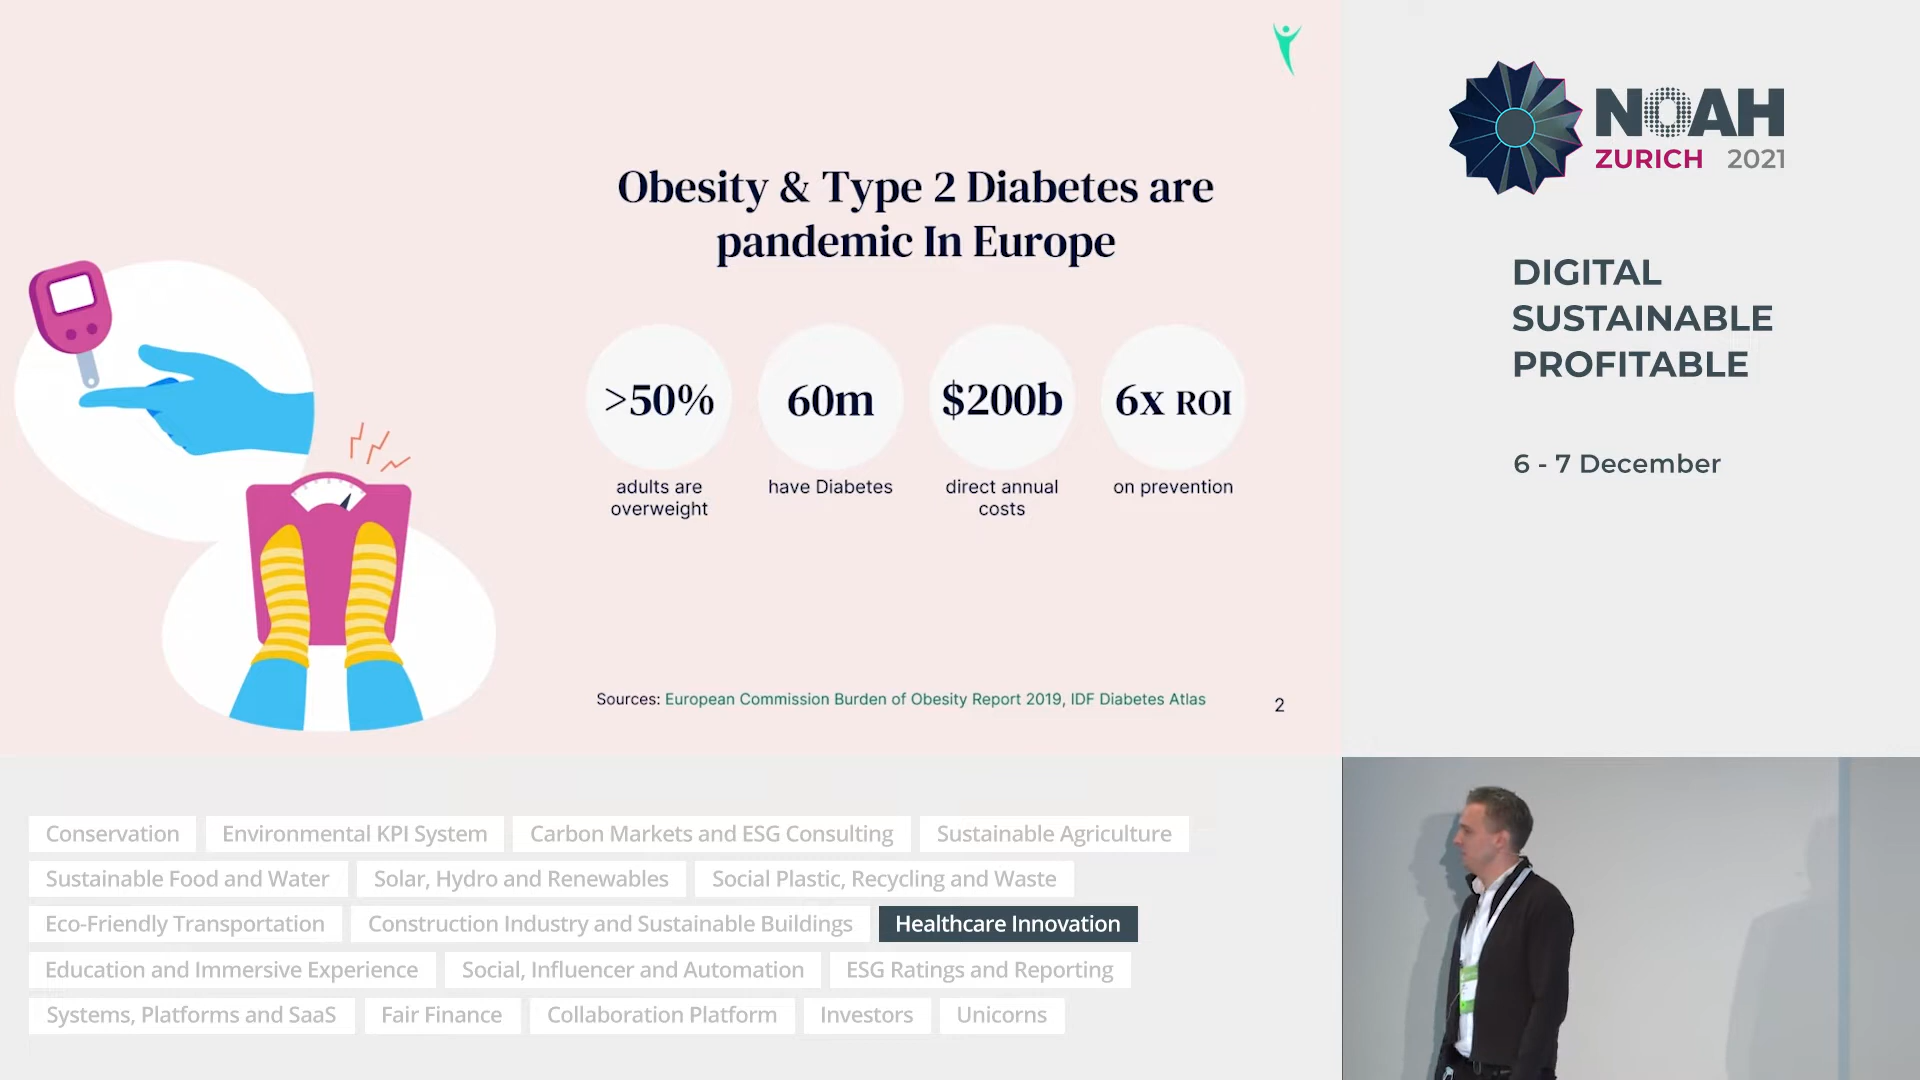 Obesity & Type 2 Diabetes are
pandemic In Europe
>50%
adults are
overweight
60m
have Diabetes
$200b
direct annual
costs
6x ROI
on prevention
Sources: European Commission Burden of Obesity Report 2019, IDF Diabetes Atlas
2
NOAH
ZURICH 2021
DIGITAL
SUSTAINABLE
PROFITABLE
6 - 7 December
Conservation
Environmental KPI System
Carbon Markets and ESG Consulting
Sustainable Agriculture
Sustainable Food and Water
Solar, Hydro and Renewables
Social Plastic, Recycling and Waste
Eco-Friendly Transportation
Construction Industry and Sustainable Buildings
Healthcare Innovation
Education and Immersive Experience
Social, Influencer and Automation
ESG Ratings and Reporting
Systems, Platforms and SaaS
Fair Finance
Collaboration Platform
Investors
Unicorns